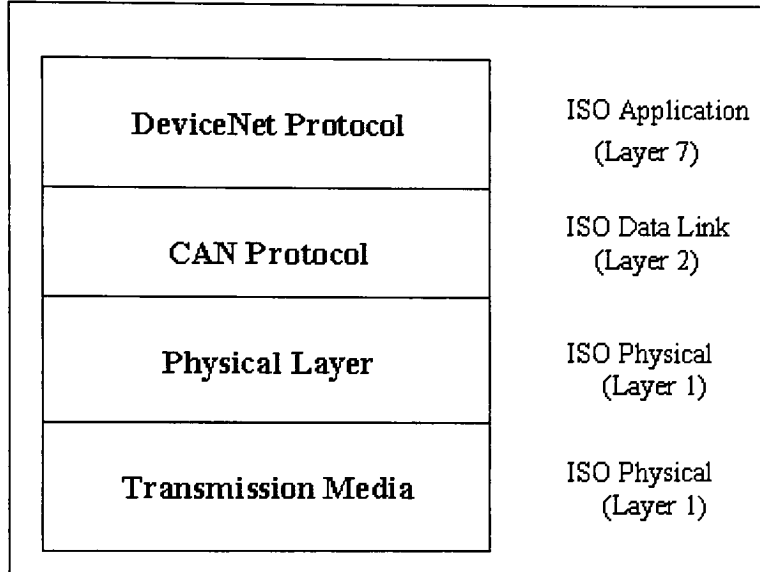 DeviceNet Protocol
ISO Application
(Layer 7)
CAN Protocol
ISO Data Link
(Layer 2)
Physical Layer
ISO Physical
(Layer 1)
Transmission Media
ISO Physical
(Layer 1)